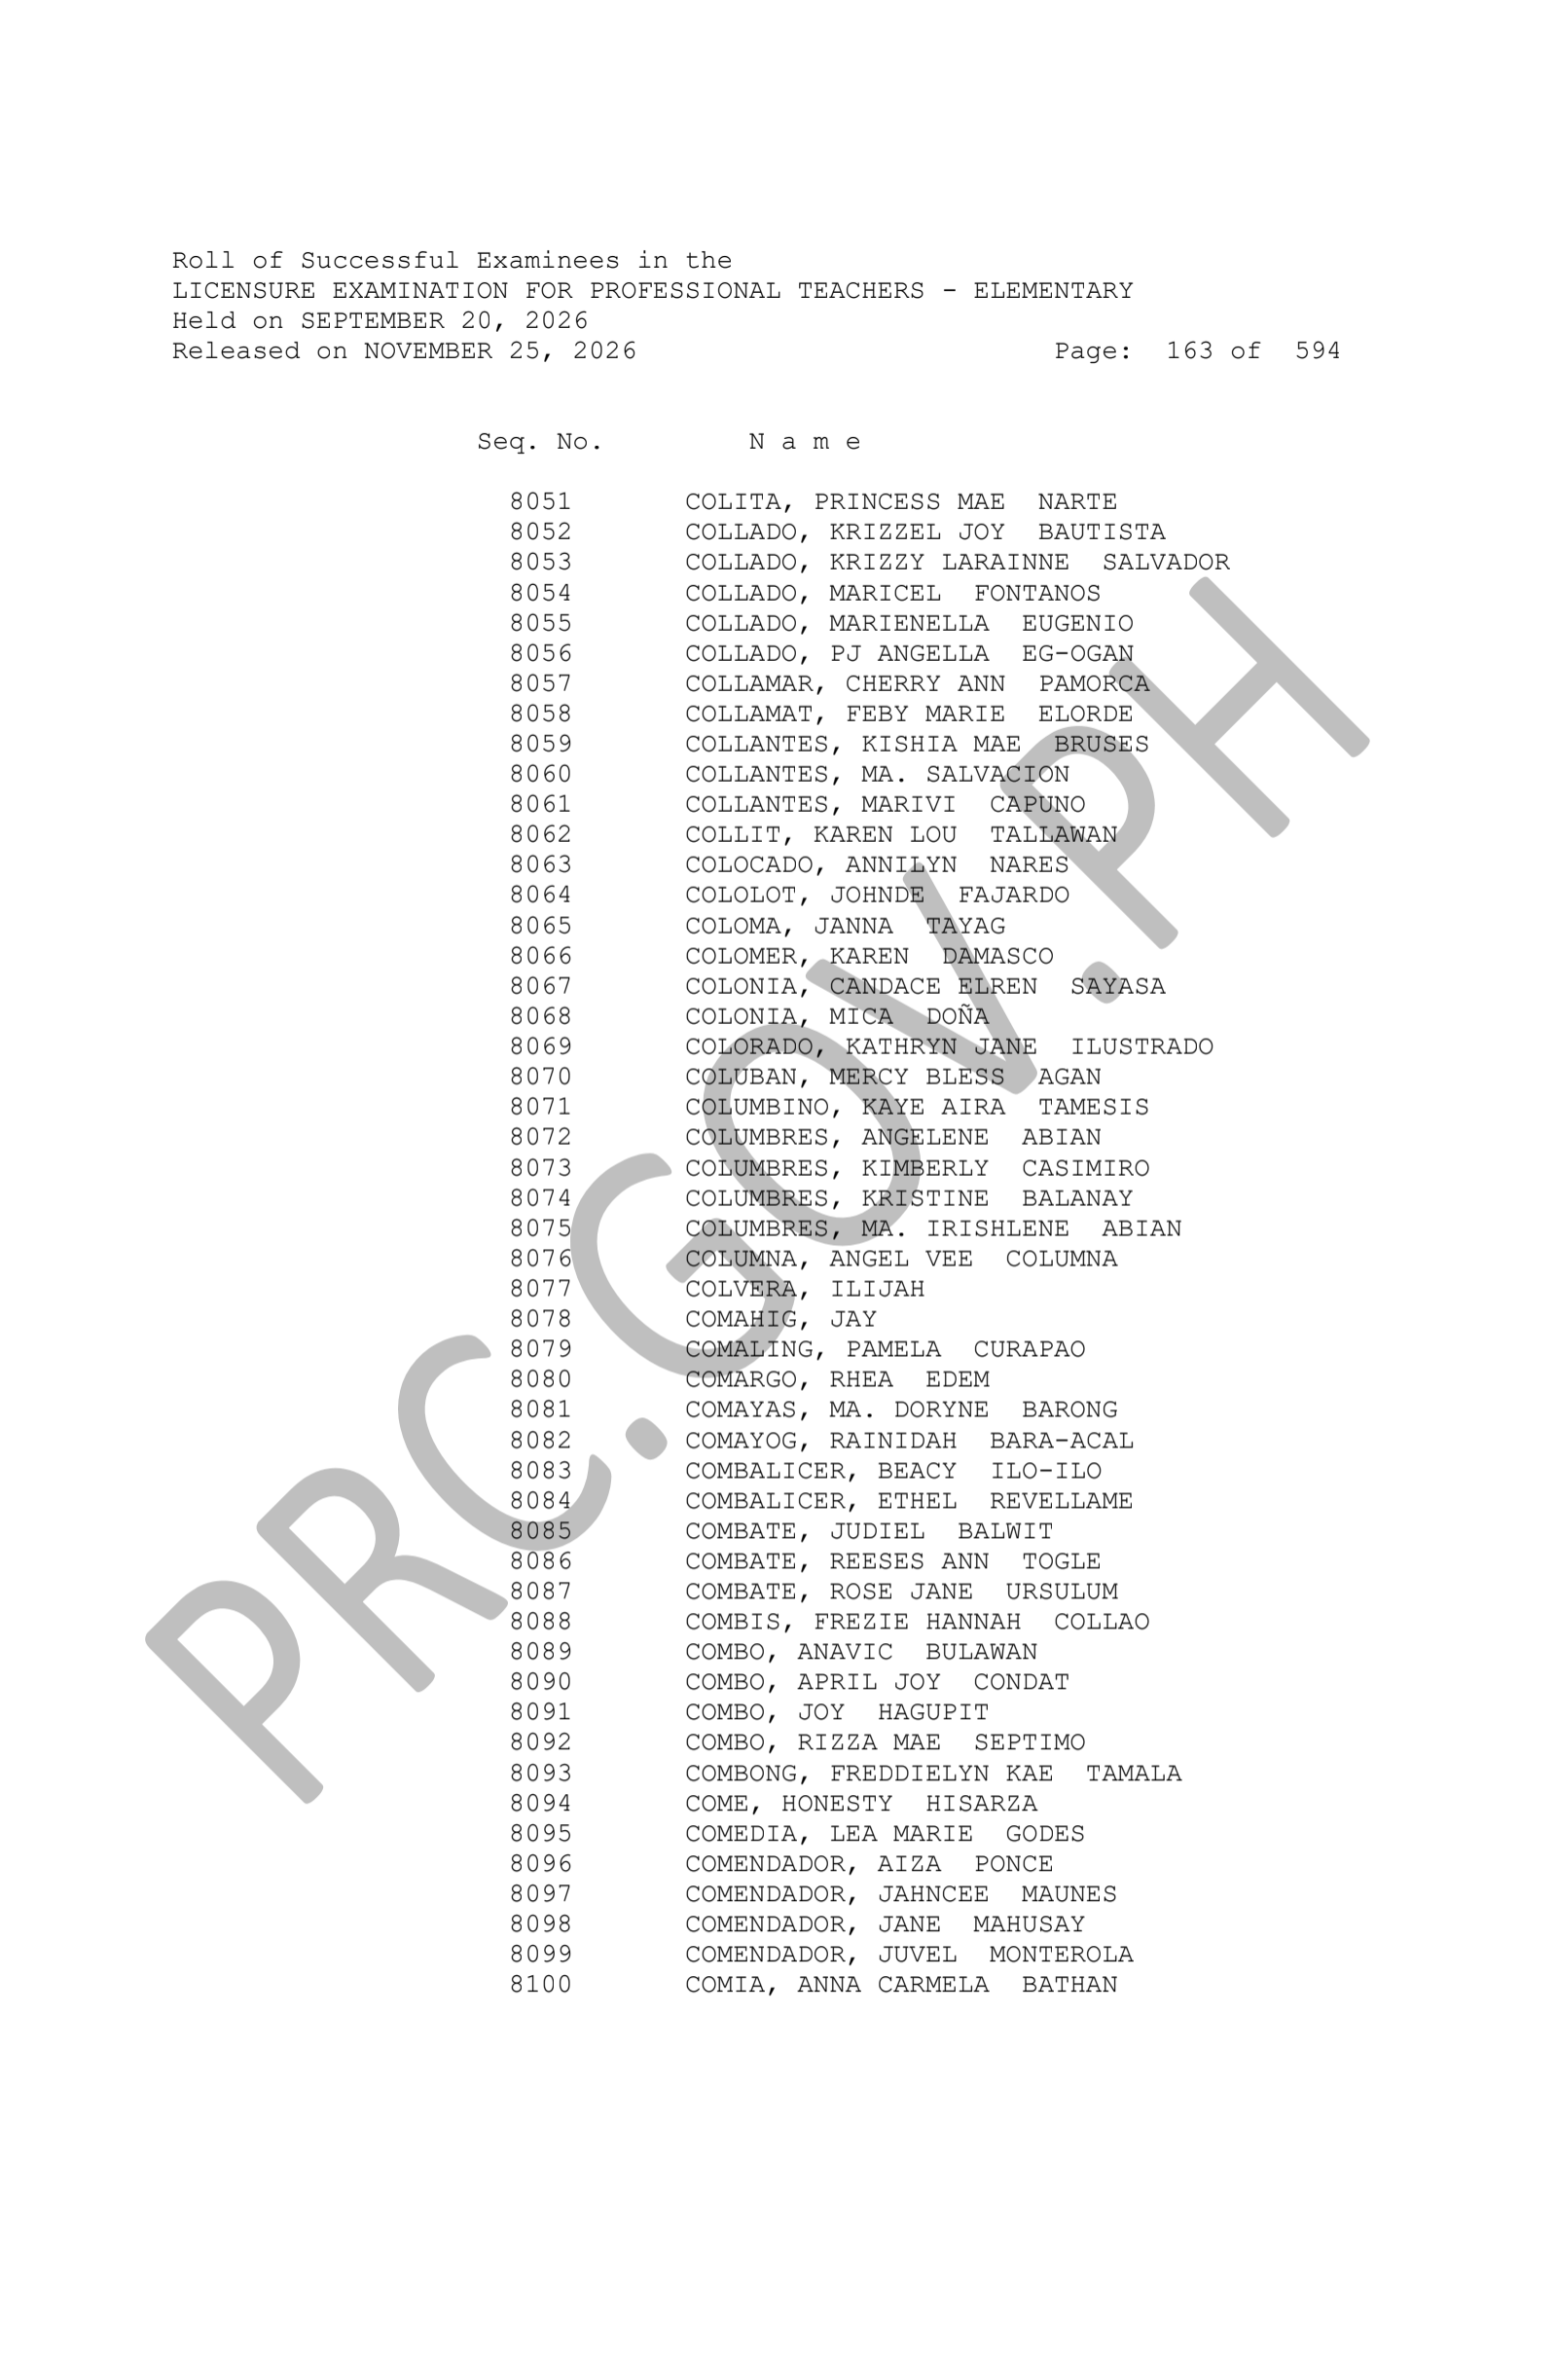 Roll of Successful Examinees in the
LICENSURE EXAMINATION FOR PROFESSIONAL TEACHERS - ELEMENTARY
Held on SEPTEMBER 20, 2026
Released on NOVEMBER 25, 2026 Page: 163 of 594
Seq. No. N a m e
8051 COLITA, PRINCESS MAE NARTE
8052 COLLADO, KRIZZEL JOY BAUTISTA
8053 COLLADO, KRIZZY LARAINNE SALVADOR
8054 COLLADO, MARICEL FONTANOS
8055 COLLADO, MARIENELLA EUGENIO
8056 COLLADO, PJ ANGELLA EG-OGAN
8057 COLLAMAR, CHERRY ANN PAMORCA
8058 COLLAMAT, FEBY MARIE ELORDE
8059 COLLANTES, KISHIA MAE BRUSES
8060 COLLANTES, MA. SALVACION
8061 COLLANTES, MARIVI CAPUNO
8062 COLLIT, KAREN LOU TALLAWAN
8063 COLOCADO, ANNILYN NARES
8064 COLOLOT, JOHNDE FAJARDO
8065 COLOMA, JANNA TAYAG
8066 COLOMER, KAREN DAMASCO
8067 COLONIA, CANDACE ELREN SAYASA
8068 COLONIA, MICA DOÑA
8069 COLORADO, KATHRYN JANE ILUSTRADO
8070 COLUBAN, MERCY BLESS AGAN
8071 COLUMBINO, KAYE AIRA TAMESIS
8072 COLUMBRES, ANGELENE ABIAN
8073 COLUMBRES, KIMBERLY CASIMIRO
8074 COLUMBRES, KRISTINE BALANAY
8075 COLUMBRES, MA. IRISHLENE ABIAN
8076 COLUMNA, ANGEL VEE COLUMNA
8077 COLVERA, ILIJAH
8078 COMAHIG, JAY
8079 COMALING, PAMELA CURAPAO
8080 COMARGO, RHEA EDEM
8081 COMAYAS, MA. DORYNE BARONG
8082 COMAYOG, RAINIDAH BARA-ACAL
8083 COMBALICER, BEACY ILO-ILO
8084 COMBALICER, ETHEL REVELLAME
8085 COMBATE, JUDIEL BALWIT
8086 COMBATE, REESES ANN TOGLE
8087 COMBATE, ROSE JANE URSULUM
8088 COMBIS, FREZIE HANNAH COLLAO
8089 COMBO, ANAVIC BULAWAN
8090 COMBO, APRIL JOY CONDAT
8091 COMBO, JOY HAGUPIT
8092 COMBO, RIZZA MAE SEPTIMO
8093 COMBONG, FREDDIELYN KAE TAMALA
8094 COME, HONESTY HISARZA
8095 COMEDIA, LEA MARIE GODES
8096 COMENDADOR, AIZA PONCE
8097 COMENDADOR, JAHNCEE MAUNES
8098 COMENDADOR, JANE MAHUSAY
8099 COMENDADOR, JUVEL MONTEROLA
8100 COMIA, ANNA CARMELA BATHAN
PRC.GOV.PH